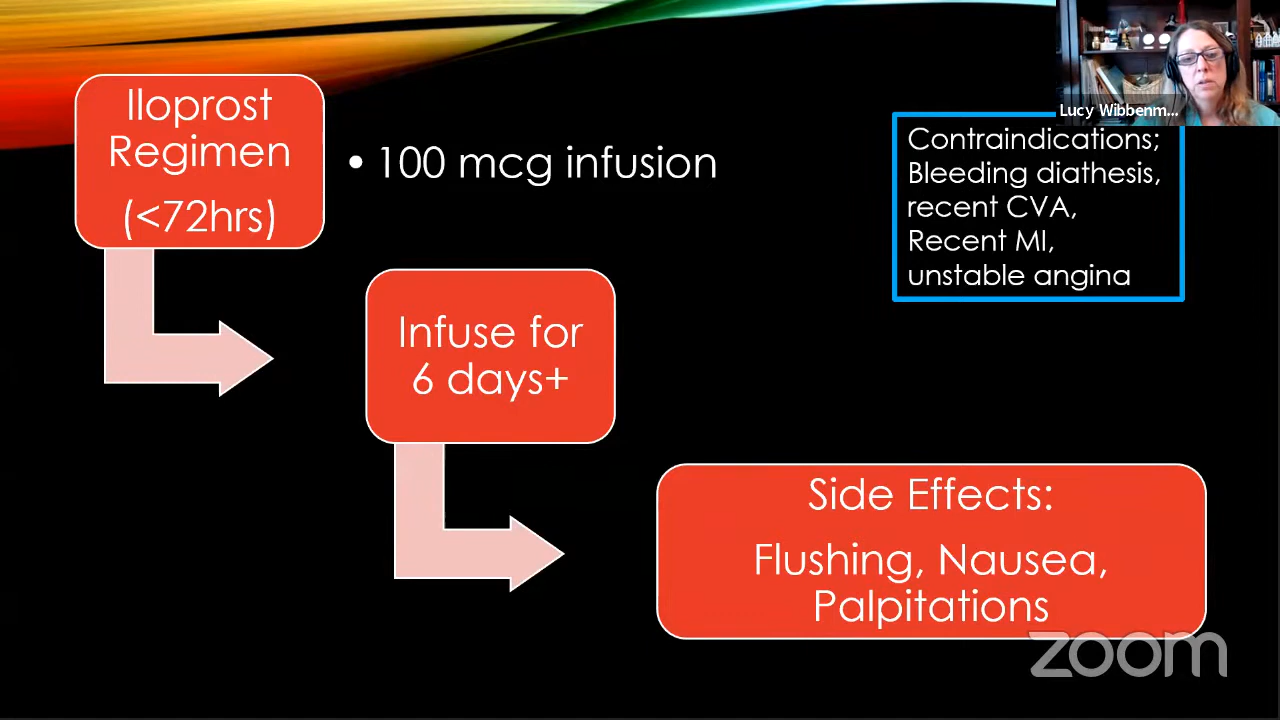 Iloprost
Regimen
(<72hrs)
• 100 mcg infusion
Lucy Wibbenm...
Contraindications;
Bleeding diathesis,
recent CVA,
Recent MI,
unstable angina
Infuse for
6 days+
Side Effects:
Flushing, Nausea,
Palpitations
zoom